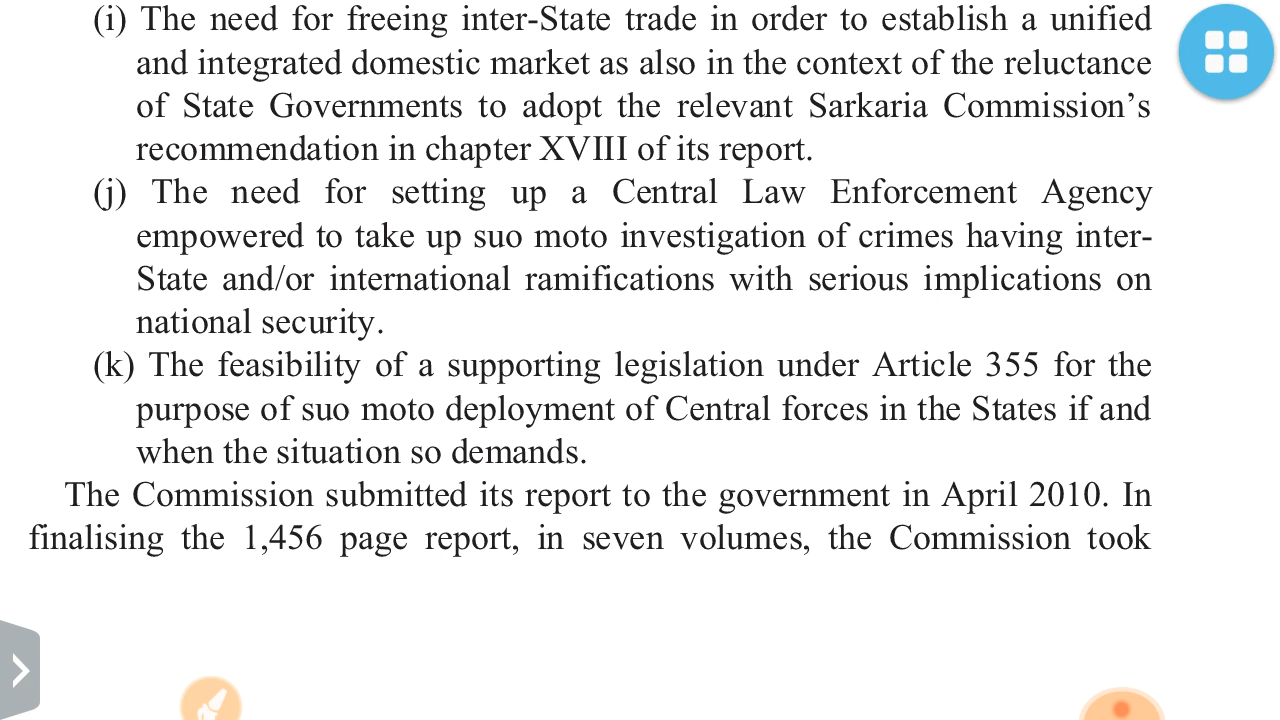 (i) The need for freeing inter-State trade in order to establish a unified
and integrated domestic market as also in the context of the reluctance
of State Governments to adopt the relevant Sarkaria Commission’s
recommendation in chapter XVIII of its report.
(j) The need for setting up a Central Law Enforcement Agency
empowered to take up suo moto investigation of crimes having inter-
State and/or international ramifications with serious implications on
national security.
(k) The feasibility of a supporting legislation under Article 355 for the
purpose of suo moto deployment of Central forces in the States if and
when the situation so demands.
The Commission submitted its report to the government in April 2010. In
finalising the 1,456 page report, in seven volumes, the Commission took